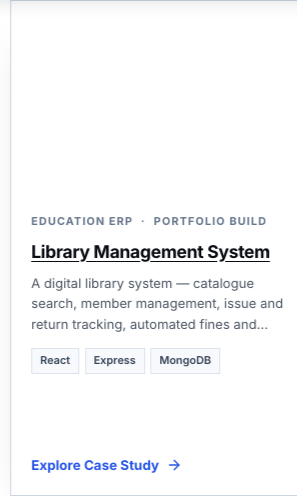 EDUCATION ERP · PORTFOLIO BUILD
Library Management System
A digital library system — catalogue
search, member management, issue and
return tracking, automated fines and...
React Express MongoDB
Explore Case Study →